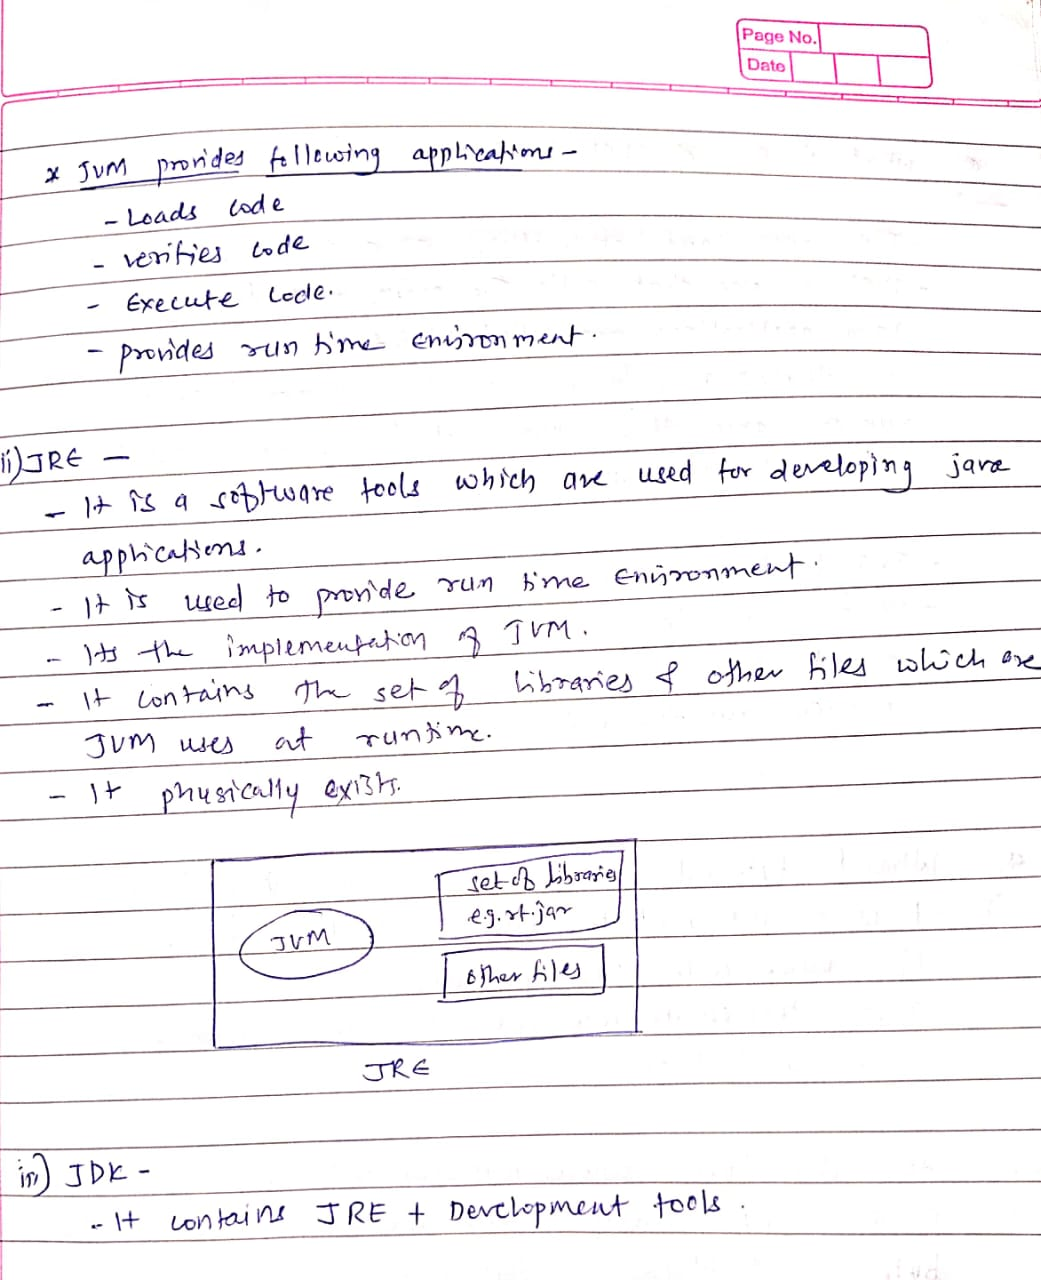 Page No.
Date
x JVM provides following applications -
- Loads code
- verifies code
- Execute Code.
- provides run time environment.
ii) JRE —
- It is a software tools which are used for developing java
applications.
- It is used to provide run time environment.
- Its the implementation of JVM.
- It contains the set of libraries & other files which are
JVM uses at runtime.
- It physically exists.
set of libraries
e.g. rt.jar
JVM
other files
JRE
iii) JDK -
- It contains JRE + Development tools.